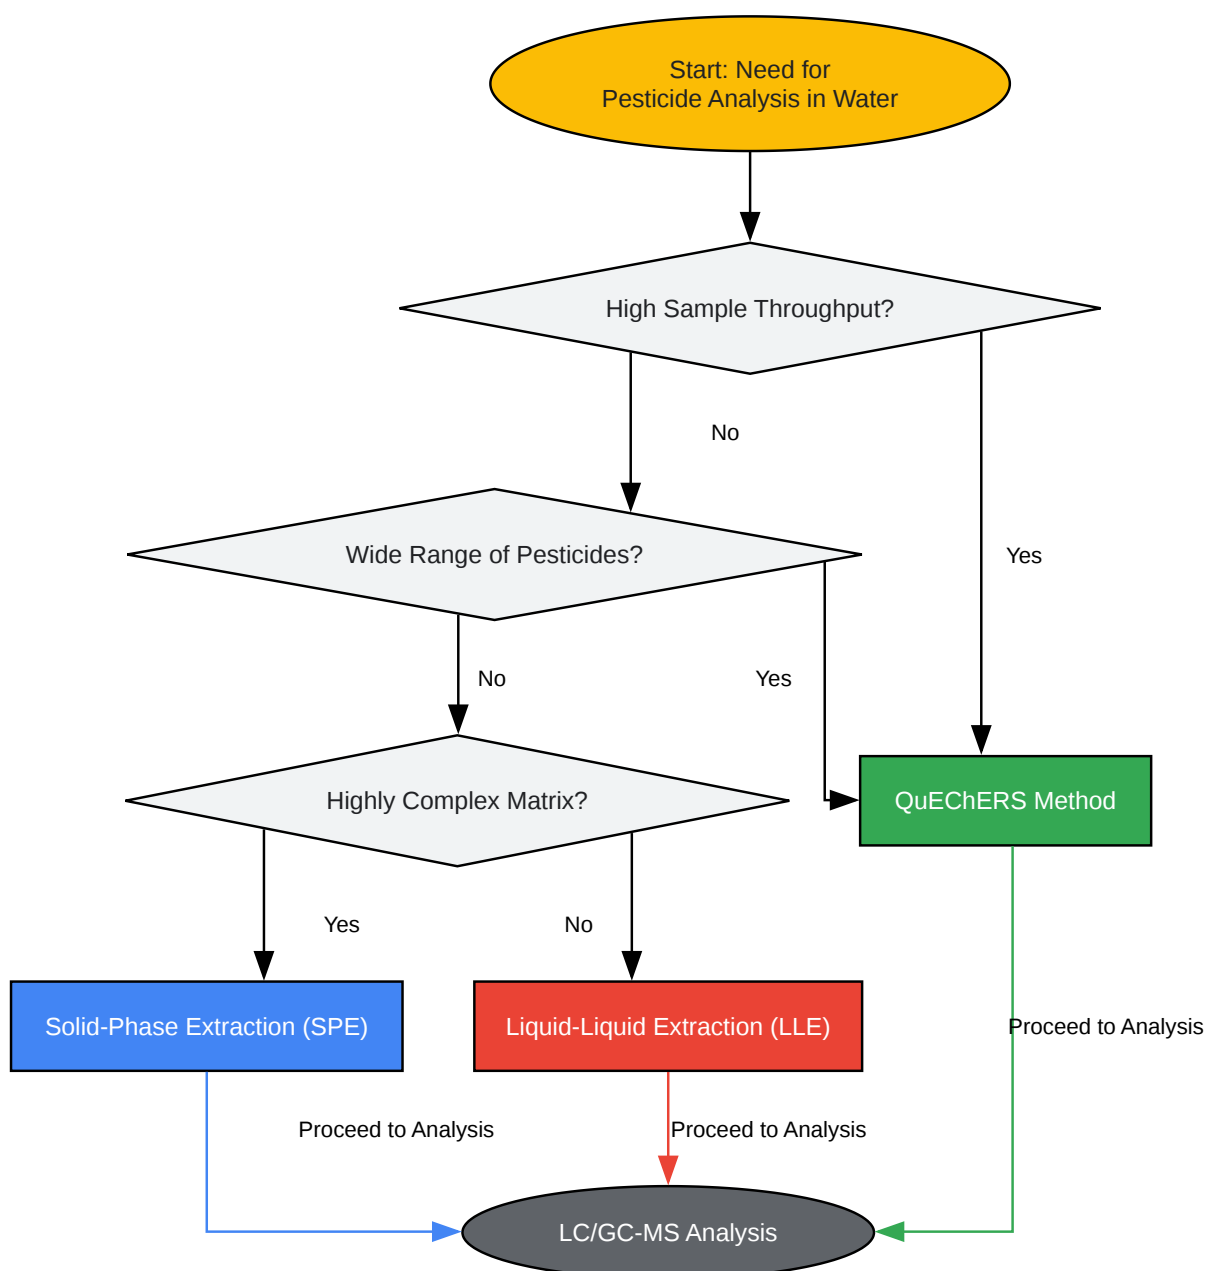 Start: Need for
Pesticide Analysis in Water
High Sample Throughput?
No
Wide Range of Pesticides?
Yes
No
Yes
Highly Complex Matrix?
QuEChERS Method
Yes
No
Solid-Phase Extraction (SPE)
Liquid-Liquid Extraction (LLE)
Proceed to Analysis
Proceed to Analysis
Proceed to Analysis
LC/GC-MS Analysis